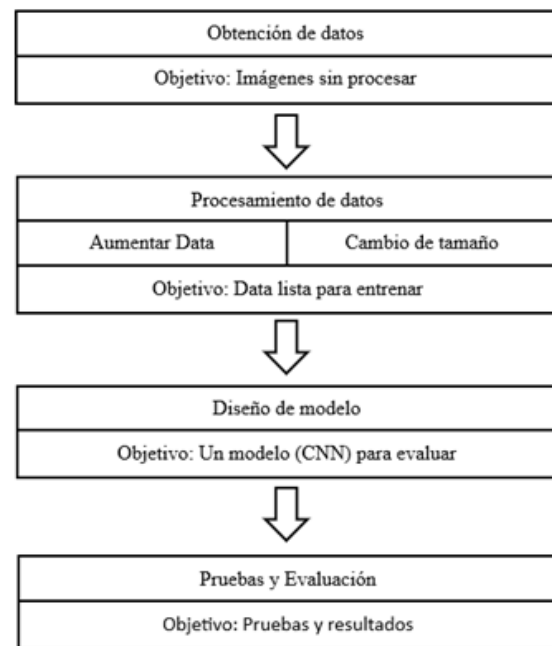 Obtención de datos
Objetivo: Imágenes sin procesar
Procesamiento de datos
Aumentar Data
Cambio de tamaño
Objetivo: Data lista para entrenar
Diseño de modelo
Objetivo: Un modelo (CNN) para evaluar
Pruebas y Evaluación
Objetivo: Pruebas y resultados